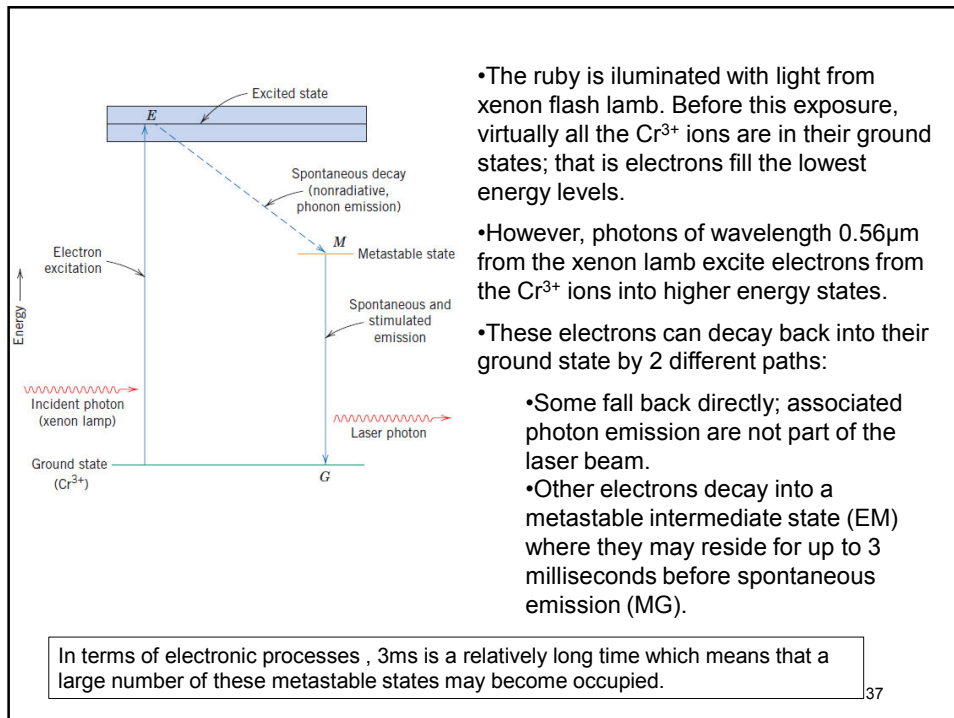 Excited state
E
Spontaneous decay
(nonradiative,
phonon emission)
M
Metastable state
Electron
excitation
Spontaneous and
stimulated
emission
Energy
Incident photon
(xenon lamp)
Laser photon
Ground state
(Cr3+)
G
•The ruby is iluminated with light from
xenon flash lamb. Before this exposure,
virtually all the Cr3+ ions are in their ground
states; that is electrons fill the lowest
energy levels.
•However, photons of wavelength 0.56µm
from the xenon lamb excite electrons from
the Cr3+ ions into higher energy states.
•These electrons can decay back into their
ground state by 2 different paths:
•Some fall back directly; associated
photon emission are not part of the
laser beam.
•Other electrons decay into a
metastable intermediate state (EM)
where they may reside for up to 3
milliseconds before spontaneous
emission (MG).
In terms of electronic processes , 3ms is a relatively long time which means that a
large number of these metastable states may become occupied.
37